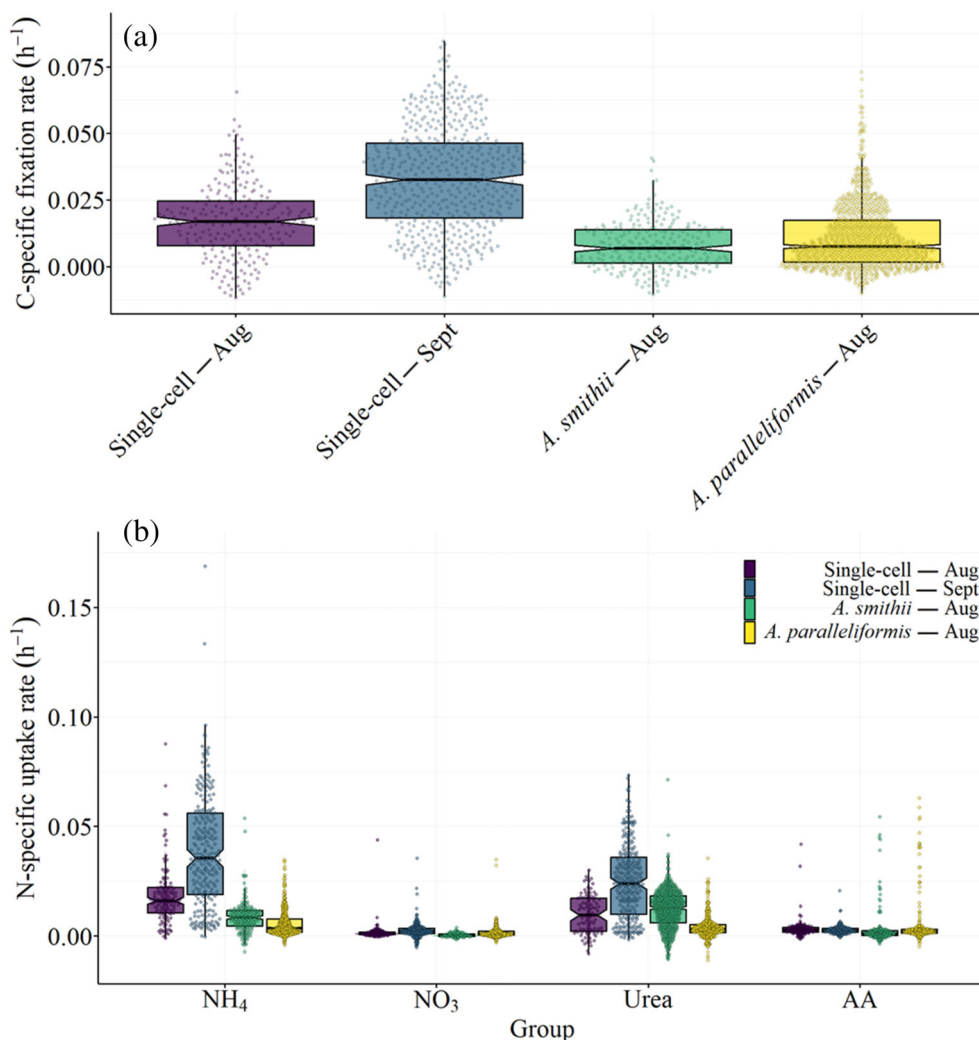 (a)
C-specific fixation rate (h⁻¹)
0.075
0.050
0.025
0.000
Single-cell — Aug
Single-cell — Sept
A. smithii — Aug
A. paralleliformis — Aug
(b)
N-specific uptake rate (h⁻¹)
0.15
0.10
0.05
0.00
Single-cell — Aug
Single-cell — Sept
A. smithii — Aug
A. paralleliformis — Aug
NH₄ NO₃ Urea AA
Group